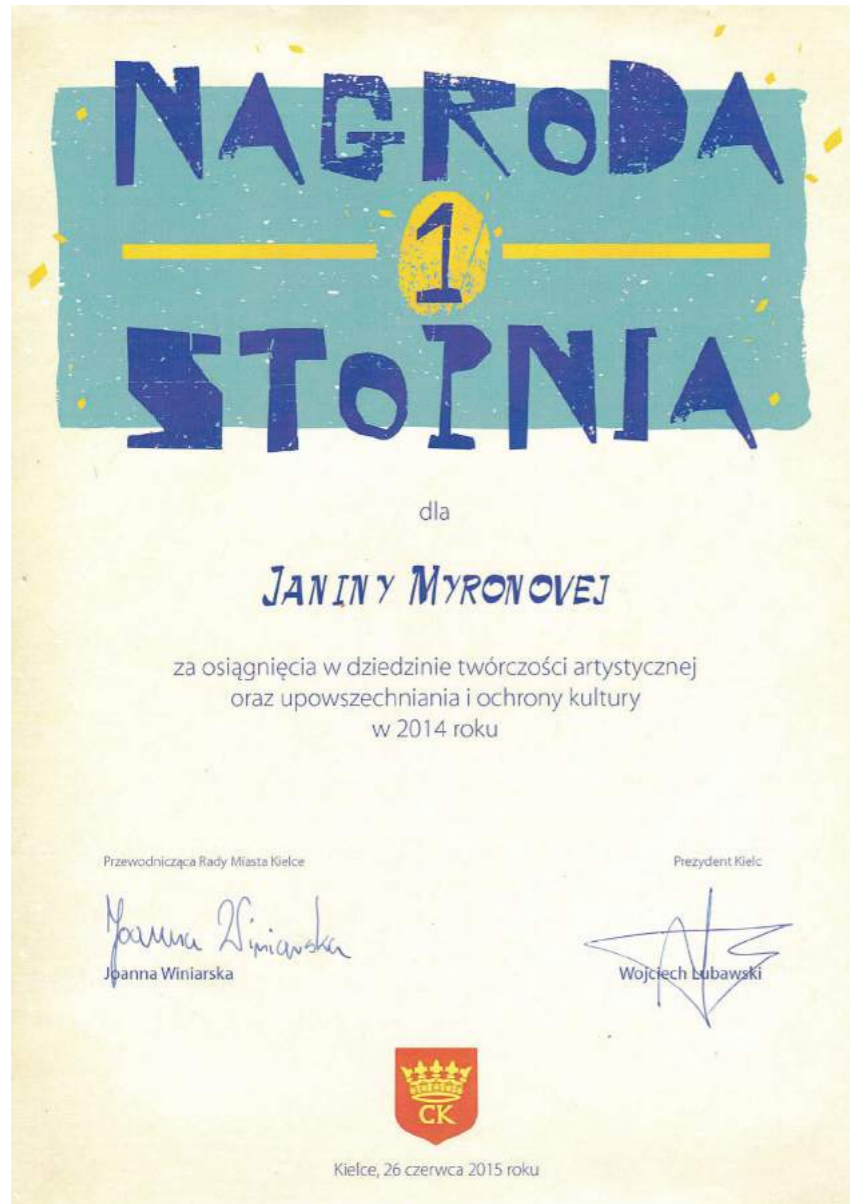 NAGRODA
1
STOPNIA
dla
JANINY MYRONOVEJ
za osiągnięcia w dziedzinie twórczości artystycznej
oraz upowszechniania i ochrony kultury
w 2014 roku
Przewodnicząca Rady Miasta Kielce
Prezydent Kielc
Joanna Winiarska
Joanna Winiarska
Wojciech Lubawski
CK
Kielce, 26 czerwca 2015 roku